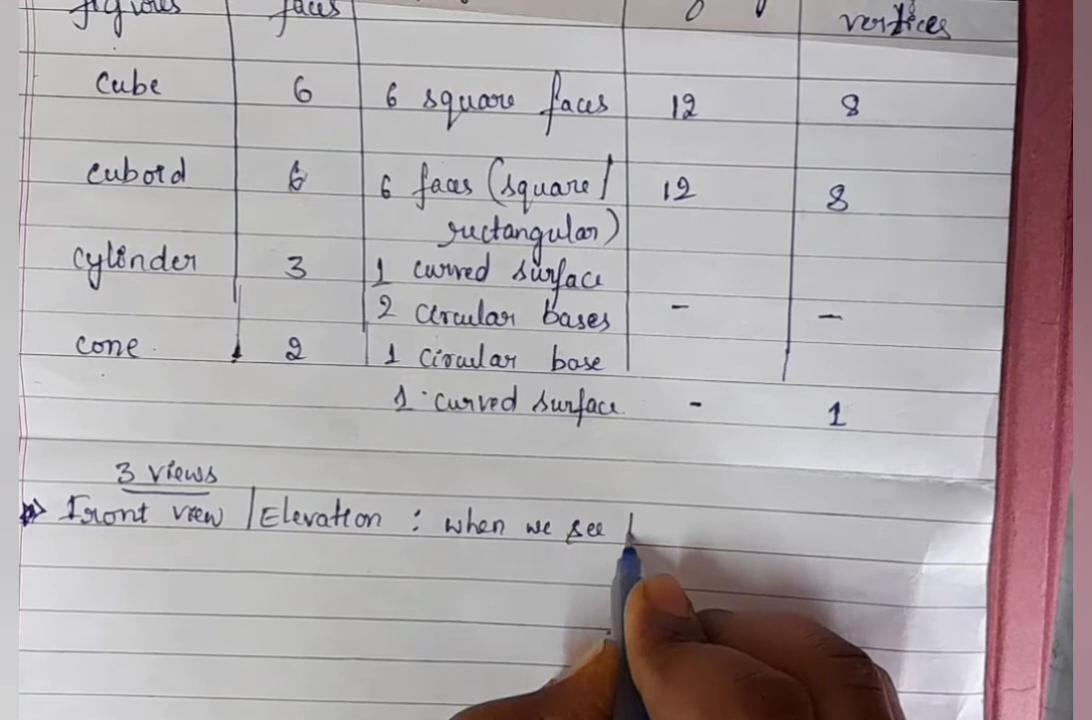 figures faces vertices
cube 6 6 square faces 12 8
cuboid 6 6 faces (square/ 12 8
rectangular)
cylinder 3 1 curved surface
2 circular bases - -
cone. 2 1 circular base
1 curved surface. - 1
3 views
Front view / Elevation : when we see